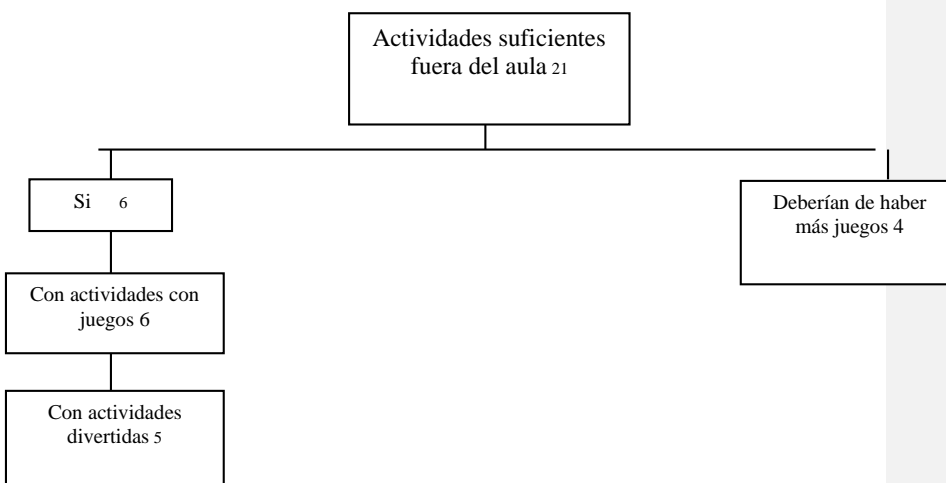 Actividades suficientes
fuera del aula 21
Si 6
Deberían de haber
más juegos 4
Con actividades con
juegos 6
Con actividades
divertidas 5